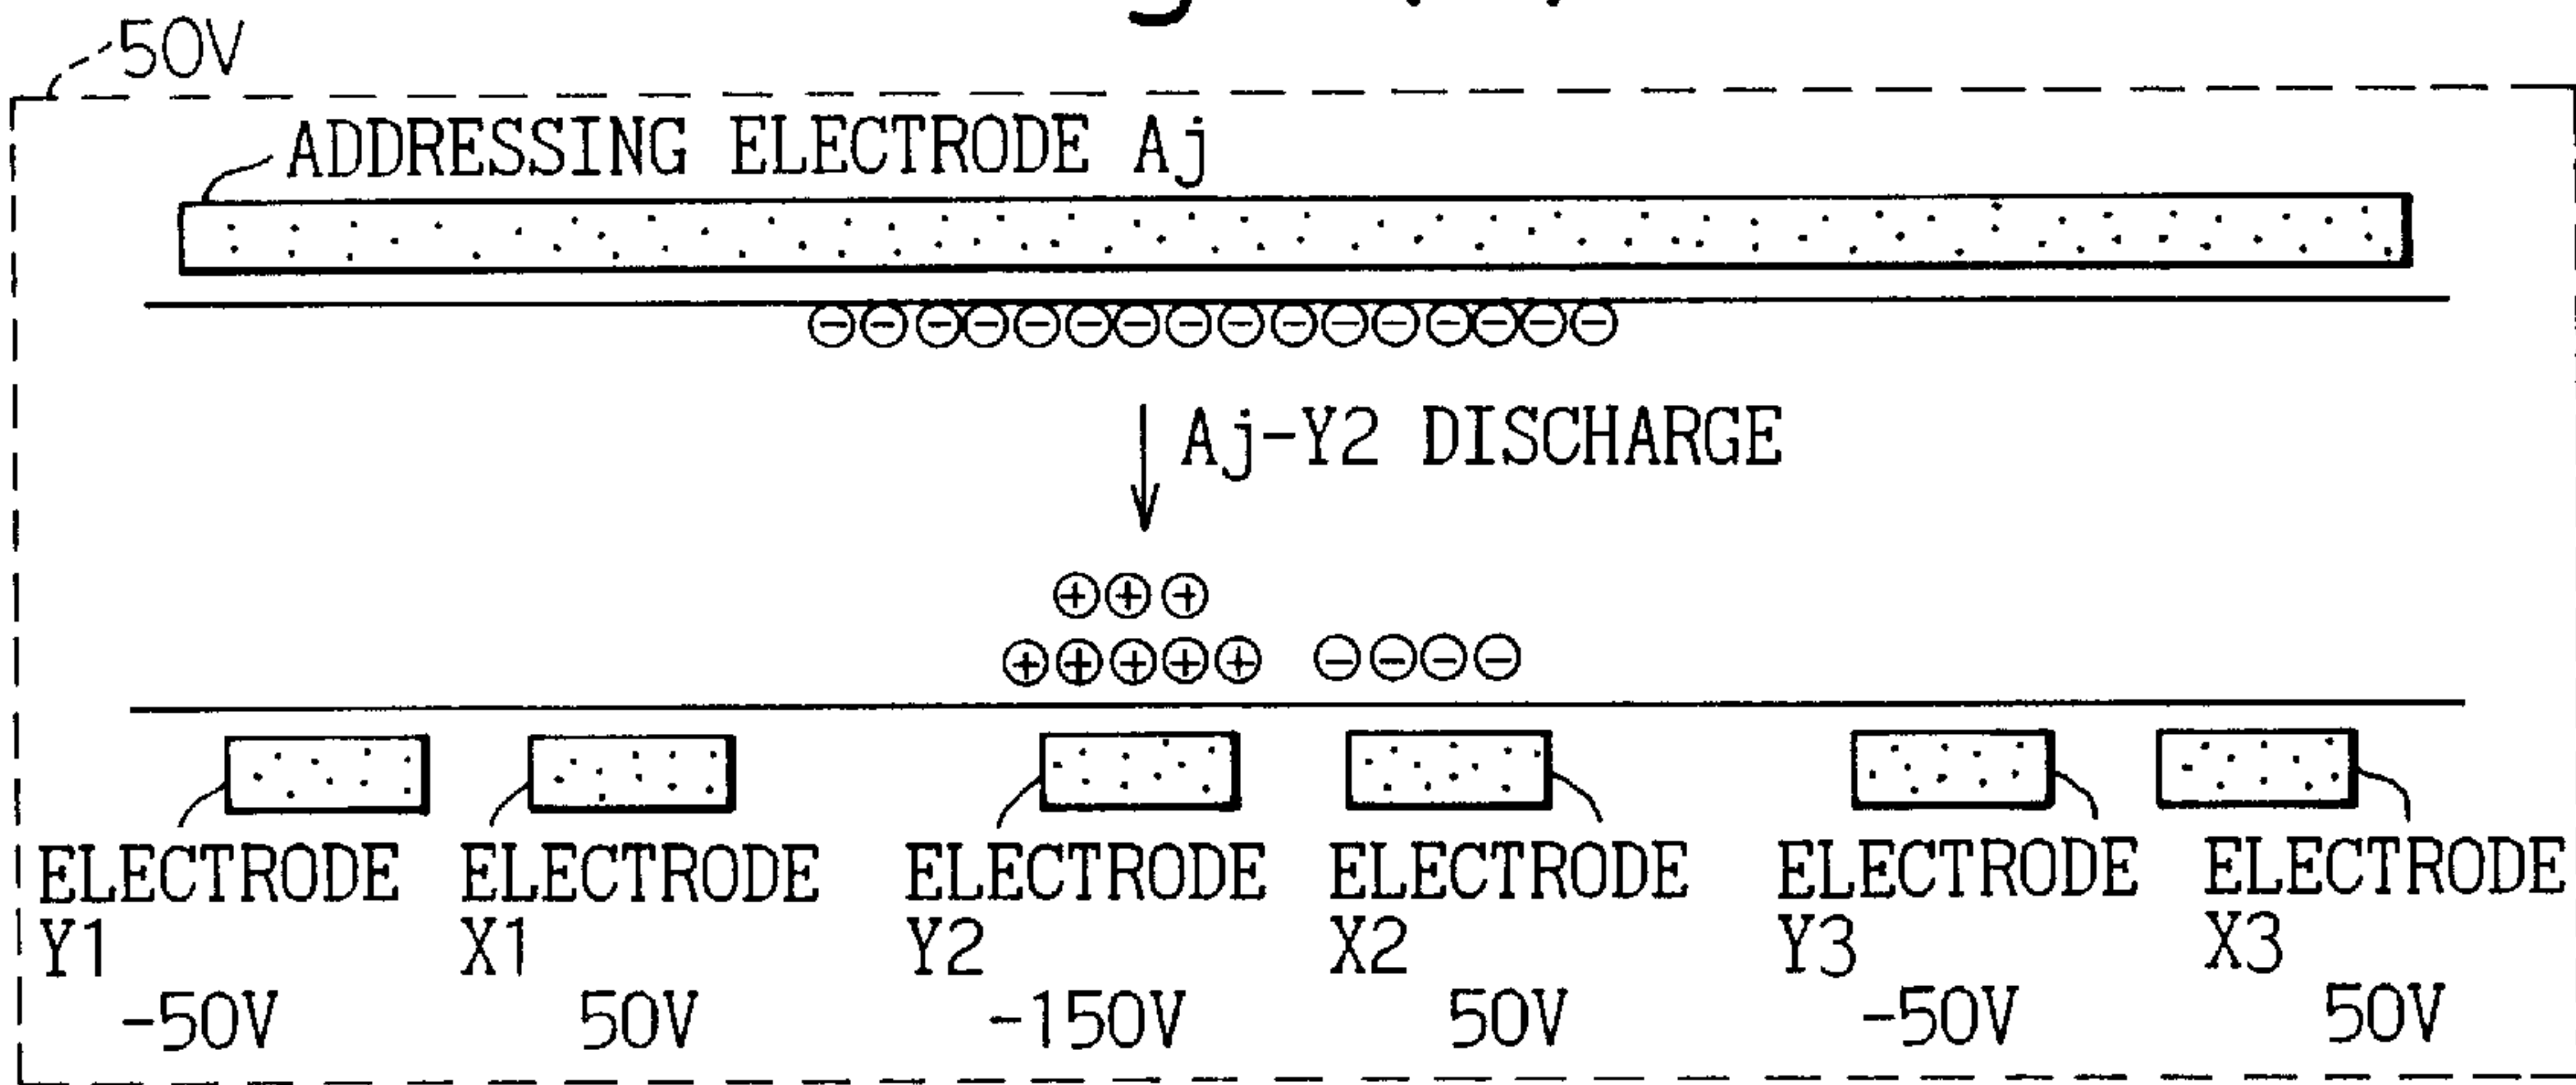 50V
ADDRESSING ELECTRODE Aj
⊖⊖⊖⊖⊖⊖⊖⊖⊖⊖⊖⊖⊖⊖⊖⊖
Aj-Y2 DISCHARGE
⊕⊕⊕
⊕⊕⊕⊕⊕ ⊖⊖⊖⊖
ELECTRODE Y1
ELECTRODE X1
ELECTRODE Y2
ELECTRODE X2
ELECTRODE Y3
ELECTRODE X3
-50V 50V -150V 50V -50V 50V